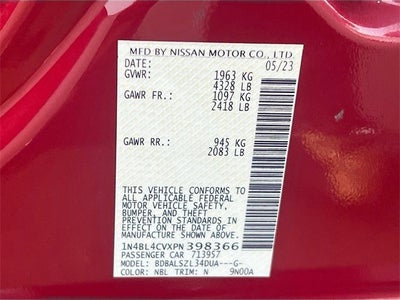 MFD BY NISSAN MOTOR CO., LTD.
DATE: 05/23
GVWR: 1963 KG
4328 LB
GAWR FR.: 1097 KG
2418 LB
GAWR RR.: 945 KG
2083 LB
THIS VEHICLE CONFORMS TO
ALL APPLICABLE FEDERAL
MOTOR VEHICLE SAFETY,
BUMPER, AND THEFT
PREVENTION STANDARDS
IN EFFECT ON THE DATE OF
MANUFACTURE SHOWN ABOVE.
1N4BL4CVXPN398366
PASSENGER CAR 713957
MODEL: BDBALSZL34DUA---G-
COLOR: NBL TRIM: N 9N00A